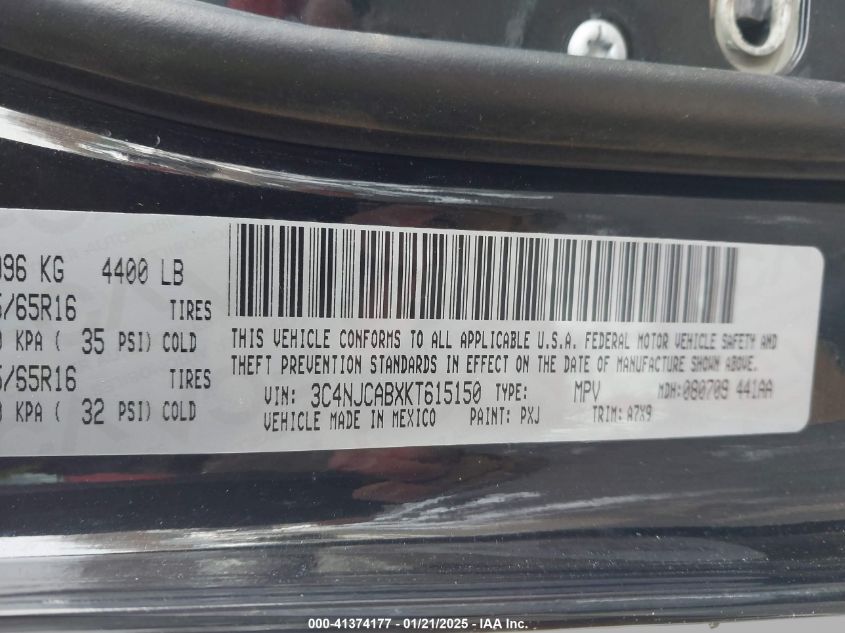 096 KG 4400 LB
5/65R16 TIRES
0 KPA ( 35 PSI) COLD
5/65R16 TIRES
0 KPA ( 32 PSI) COLD
THIS VEHICLE CONFORMS TO ALL APPLICABLE U.S.A. FEDERAL MOTOR VEHICLE SAFETY AND
THEFT PREVENTION STANDARDS IN EFFECT ON THE DATE OF MANUFACTURE SHOWN ABOVE.
VIN: 3C4NJCABXKT615150 TYPE: MPV MDH: 080709 441AA
VEHICLE MADE IN MEXICO PAINT: PXJ TRIM: A7X9
000-41374177 - 01/21/2025 - IAA Inc.